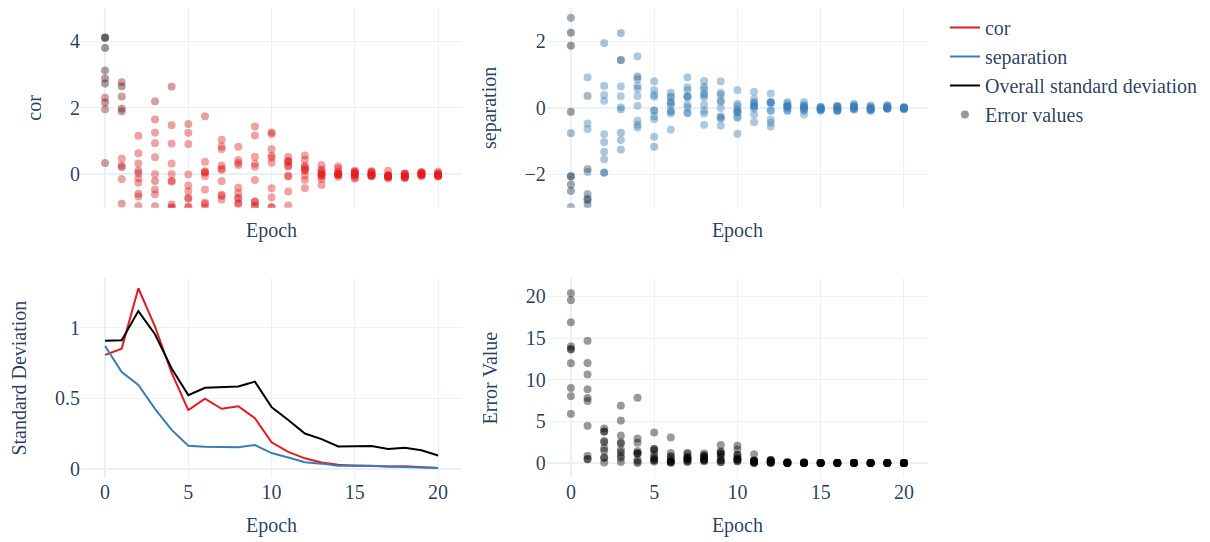 cor
4
2
0
Epoch
separation
2
0
−2
Epoch
cor
separation
Overall standard deviation
Error values
Standard Deviation
1
0.5
0
0 5 10 15 20
Epoch
Error Value
20
15
10
5
0
0 5 10 15 20
Epoch